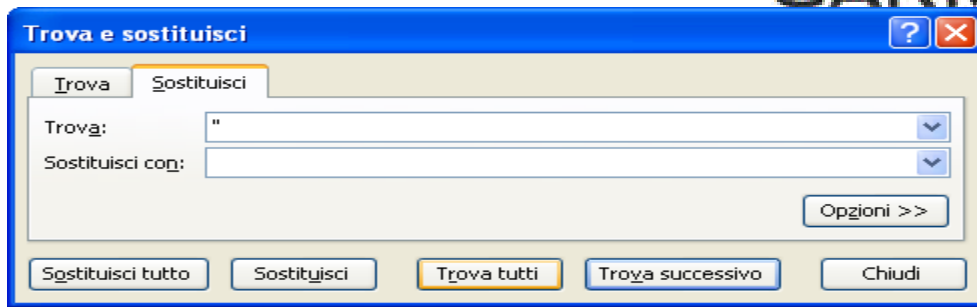 Trova e sostituisci
Trova Sostituisci
Trova: "
Sostituisci con:
Opzioni >>
Sostituisci tutto Sostituisci Trova tutti Trova successivo Chiudi